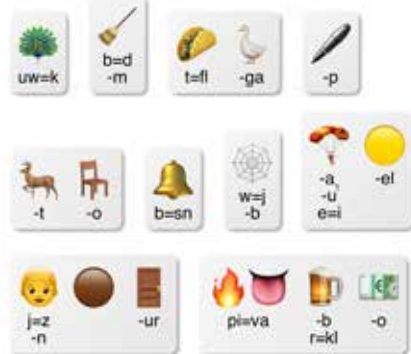 uw=k
b=d
-m
t=fl
-ga
-p
-t
-o
b=sn
w=j
-b
-a,
-u
e=i
-el
j=z
-n
-ur
pi=va
-b
r=kl
-o